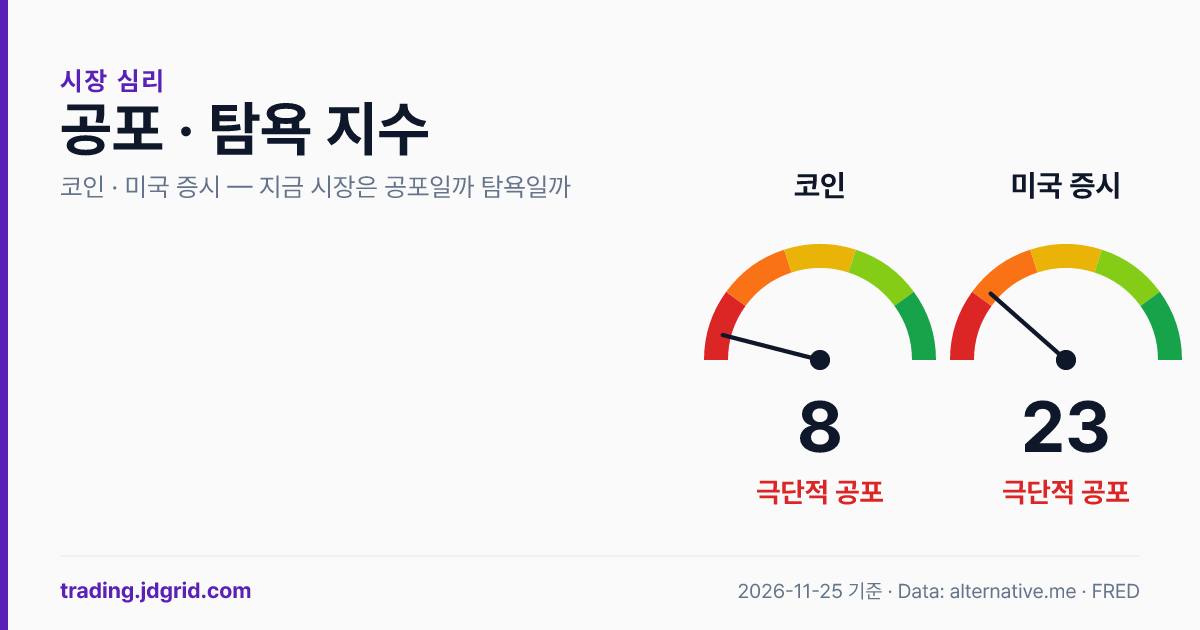 시장 심리
공포 · 탐욕 지수
코인 · 미국 증시 — 지금 시장은 공포일까 탐욕일까
코인
8
극단적 공포
미국 증시
23
극단적 공포
trading.jdgrid.com
2026-11-25 기준 · Data: alternative.me · FRED